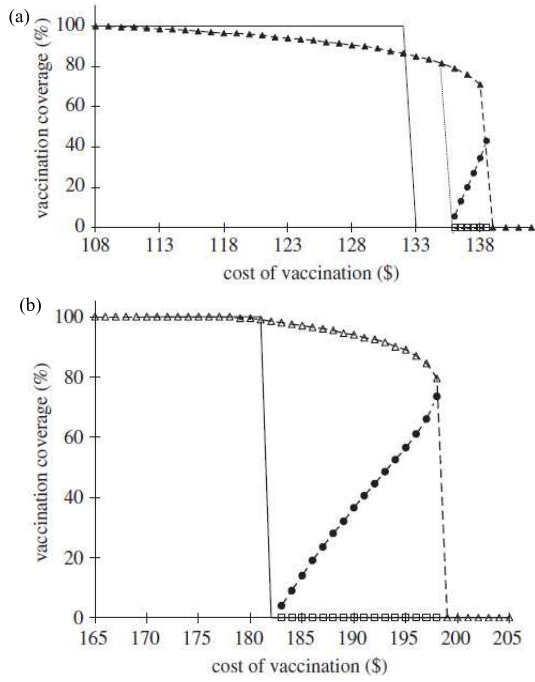 (a)
vaccination coverage (%)
100
80
60
40
20
0
108 113 118 123 128 133 138
cost of vaccination ($)
(b)
vaccination coverage (%)
100
80
60
40
20
0
165 170 175 180 185 190 195 200 205
cost of vaccination ($)